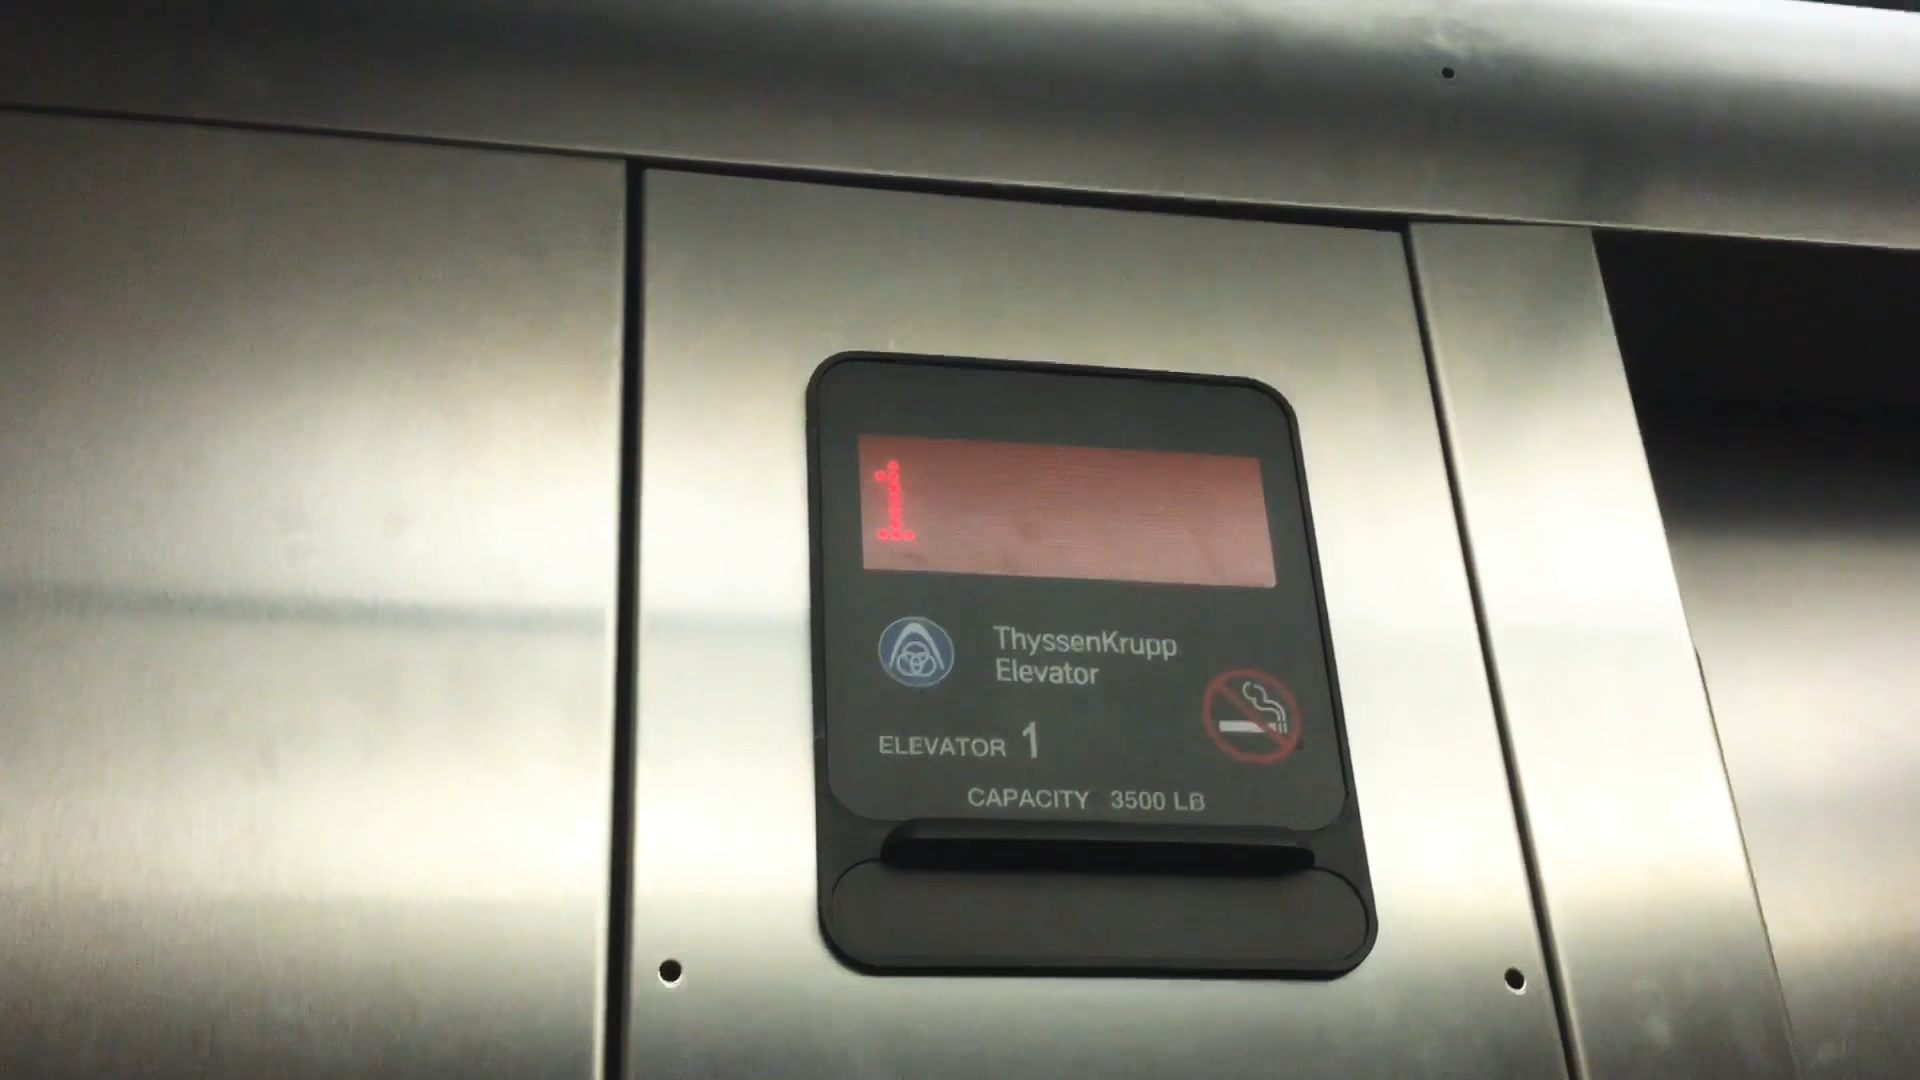 1
ThyssenKrupp
Elevator
ELEVATOR 1
CAPACITY 3500 LB